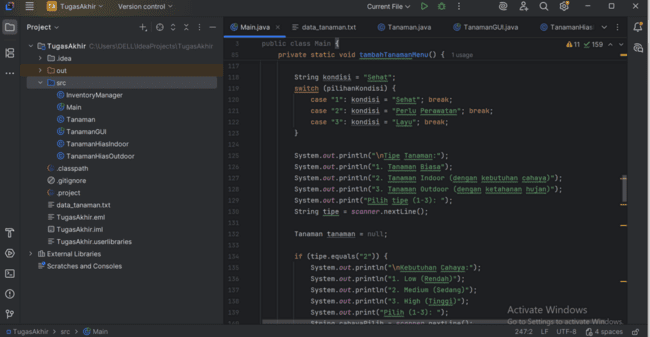 TugasAkhir Version control Current File
Project
Main.java data_tanaman.txt Tanaman.java TanamanGUI.java TanamanHias
TugasAkhir C:\Users\DELL\IdeaProjects\TugasAkhir
.idea
out
src
InventoryManager
Main
Tanaman
TanamanGUI
TanamanHiasIndoor
TanamanHiasOutdoor
.classpath
.gitignore
.project
data_tanaman.txt
TugasAkhir.eml
TugasAkhir.iml
TugasAkhir.userlibraries
External Libraries
Scratches and Consoles
public class Main {
11 159
private static void tambahTanamanMenu() { 1 usage
String kondisi = "Sehat";
switch (pilihanKondisi) {
case "1": kondisi = "Sehat"; break;
case "2": kondisi = "Perlu Perawatan"; break;
case "3": kondisi = "Layu"; break;
}
System.out.println("\nTipe Tanaman:");
System.out.println("1. Tanaman Biasa");
System.out.println("2. Tanaman Indoor (dengan kebutuhan cahaya)");
System.out.println("3. Tanaman Outdoor (dengan ketahanan hujan)");
System.out.print("Pilih tipe (1-3): ");
String tipe = scanner.nextLine();
Tanaman tanaman = null;
if (tipe.equals("2")) {
System.out.println("\nKebutuhan Cahaya:");
System.out.println("1. Low (Rendah)");
System.out.println("2. Medium (Sedang)");
System.out.println("3. High (Tinggi)");
System.out.print("Pilih (1-3): ");
Activate Windows
Go to Settings to activate Windows.
TugasAkhir src Main 247:2 LF UTF-8 4 spaces